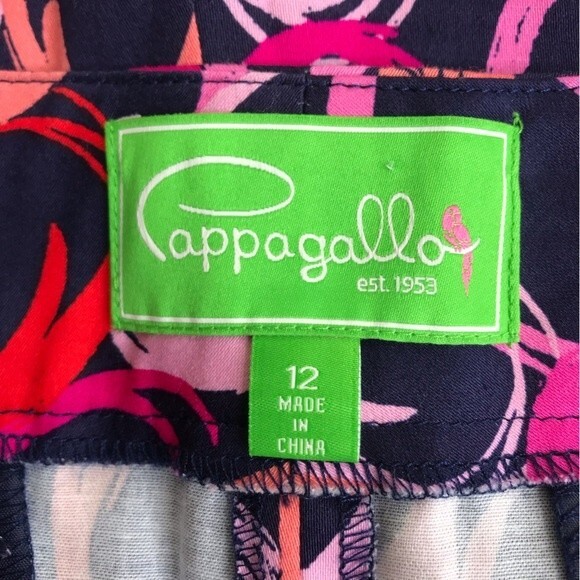 Pappagallo
est. 1953
12
MADE
IN
CHINA